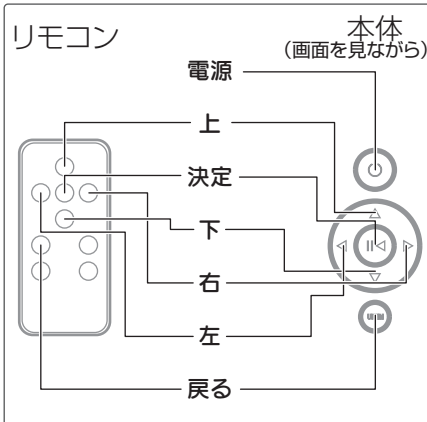 リモコン
本体
（画面を見ながら）
電源
上
決定
下
右
左
戻る